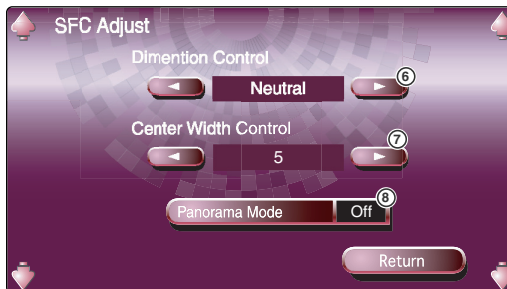 SFC Adjust
Dimention Control
◄ Neutral ► ⑥
Center Width Control
◄ 5 ► ⑦
Panorama Mode Off ⑧
Return